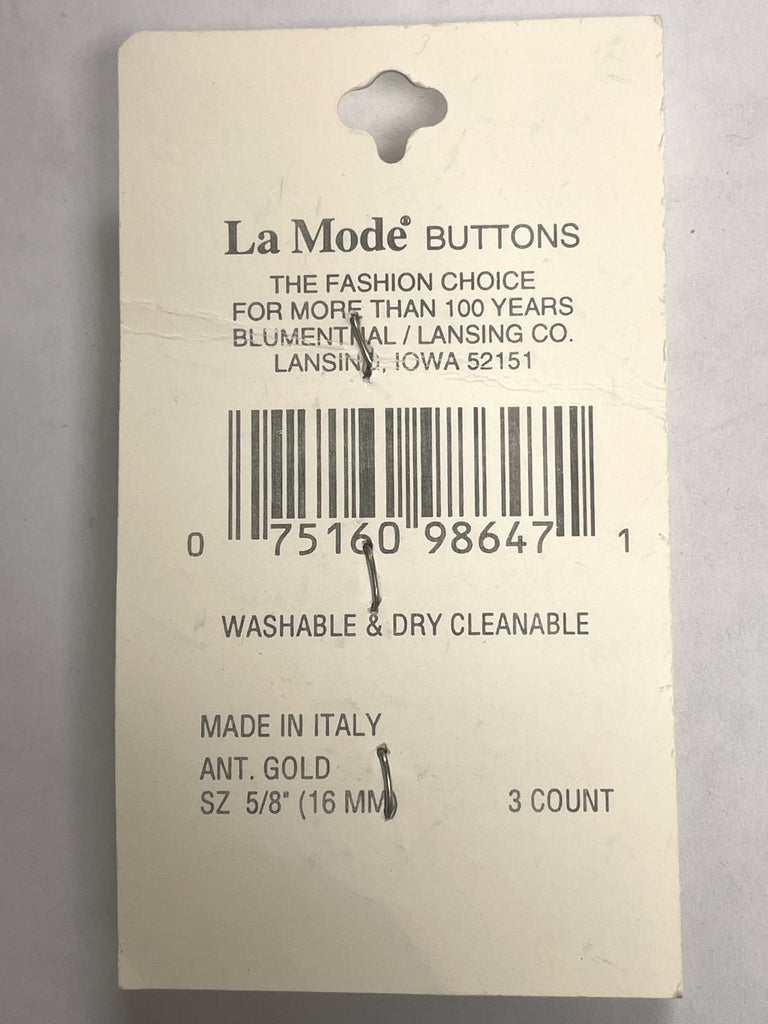 La Mode® BUTTONS
THE FASHION CHOICE
FOR MORE THAN 100 YEARS
BLUMENTHAL / LANSING CO.
LANSING, IOWA 52151
0 75160 98647 1
WASHABLE & DRY CLEANABLE
MADE IN ITALY
ANT. GOLD
SZ 5/8" (16 MM) 3 COUNT